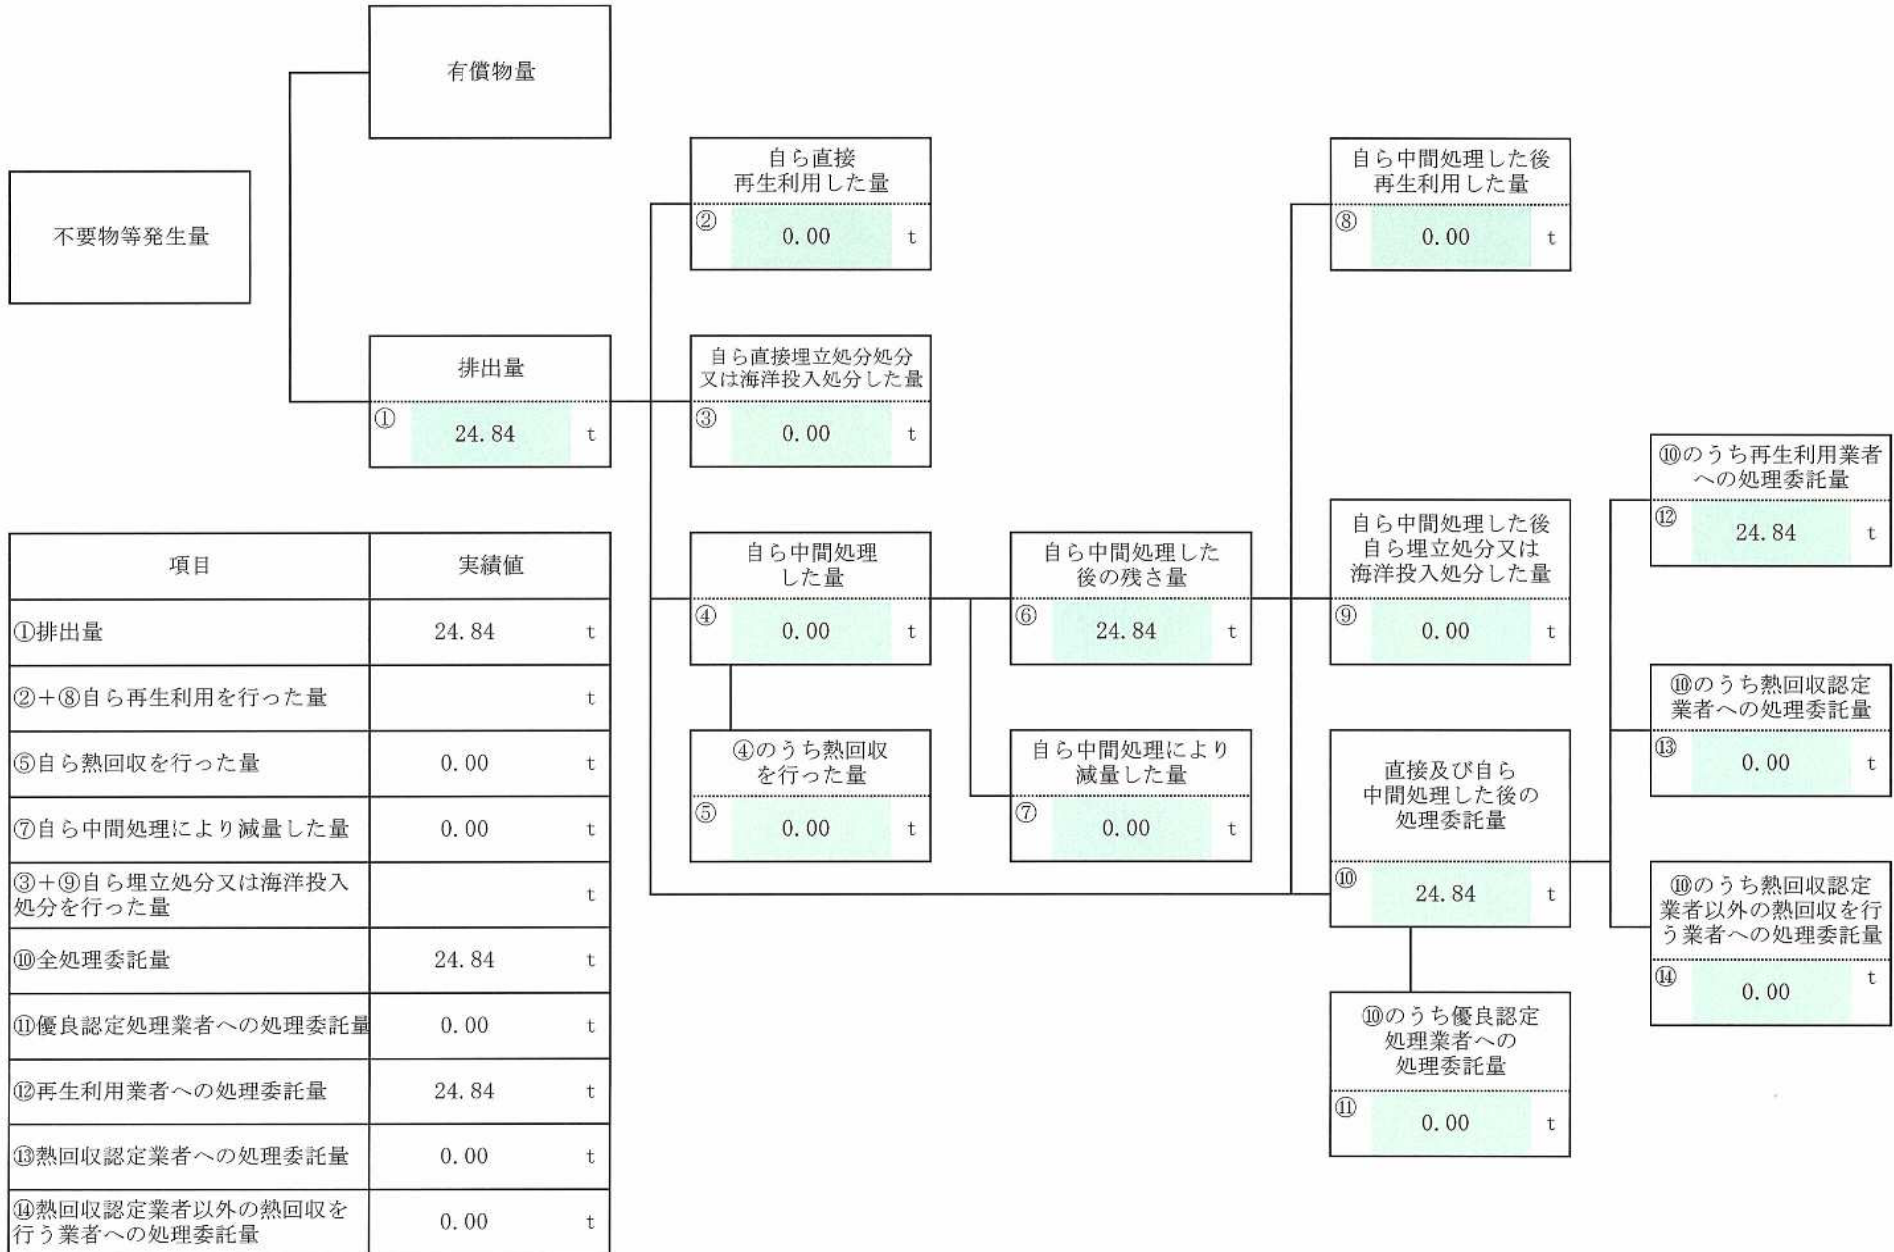 有償物量
不要物等発生量
排出量
① 24.84 t
自ら直接
再生利用した量
② 0.00 t
自ら直接埋立処分処分
又は海洋投入処分した量
③ 0.00 t
自ら中間処理
した量
④ 0.00 t
④のうち熱回収
を行った量
⑤ 0.00 t
自ら中間処理した
後の残さ量
⑥ 24.84 t
自ら中間処理により
減量した量
⑦ 0.00 t
自ら中間処理した後
再生利用した量
⑧ 0.00 t
自ら中間処理した後
自ら埋立処分又は
海洋投入処分した量
⑨ 0.00 t
直接及び自ら
中間処理した後の
処理委託量
⑩ 24.84 t
⑩のうち優良認定
処理業者への
処理委託量
⑪ 0.00 t
⑩のうち再生利用業者
への処理委託量
⑫ 24.84 t
⑩のうち熱回収認定
業者への処理委託量
⑬ 0.00 t
⑩のうち熱回収認定
業者以外の熱回収を行
う業者への処理委託量
⑭ 0.00 t
項目 実績値
①排出量 24.84 t
②+⑧自ら再生利用を行った量 t
⑤自ら熱回収を行った量 0.00 t
⑦自ら中間処理により減量した量 0.00 t
③+⑨自ら埋立処分又は海洋投入
処分を行った量 t
⑩全処理委託量 24.84 t
⑪優良認定処理業者への処理委託量 0.00 t
⑫再生利用業者への処理委託量 24.84 t
⑬熱回収認定業者への処理委託量 0.00 t
⑭熱回収認定業者以外の熱回収を
行う業者への処理委託量 0.00 t